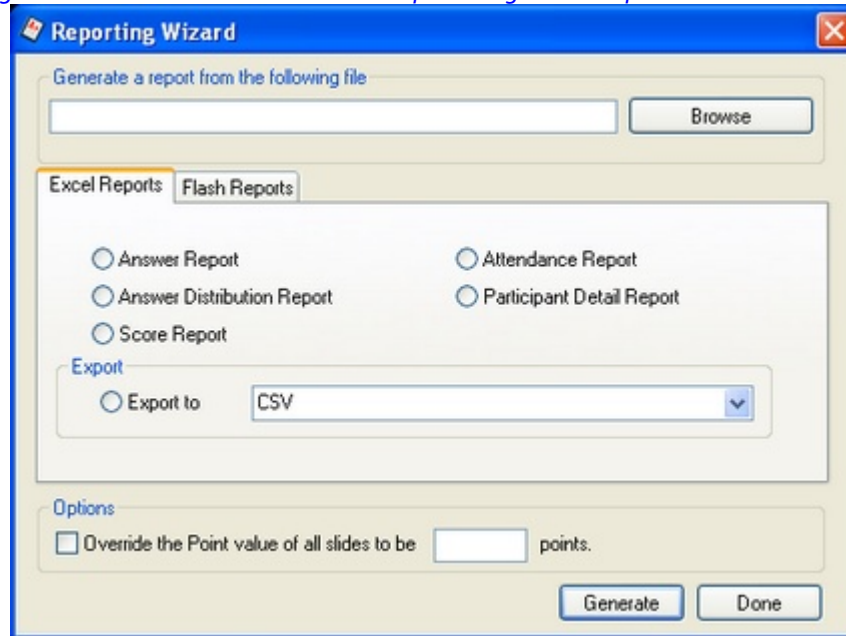 Reporting Wizard
Generate a report from the following file
Browse
Excel Reports Flash Reports
Answer Report Attendance Report
Answer Distribution Report Participant Detail Report
Score Report
Export
Export to CSV
Options
Override the Point value of all slides to be points.
Generate Done